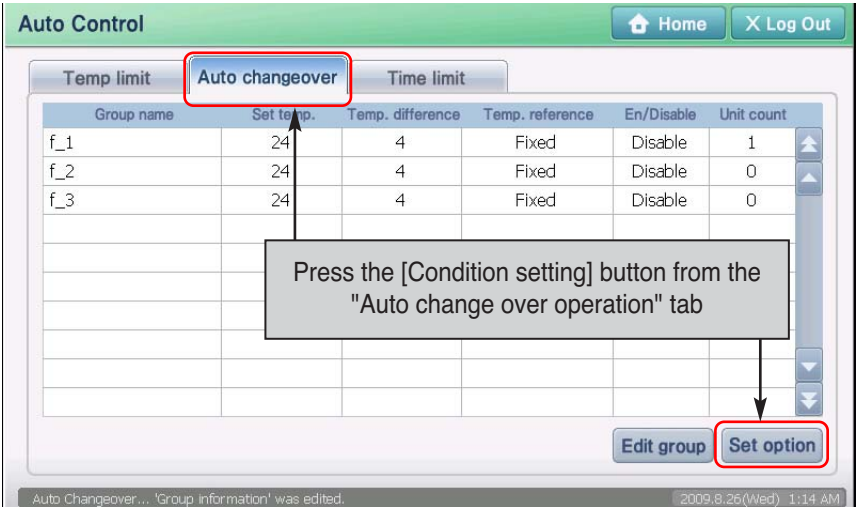 Auto Control
Home
X Log Out
Temp limit
Auto changeover
Time limit
Group name Set temp. Temp. difference Temp. reference En/Disable Unit count
f_1 24 4 Fixed Disable 1
f_2 24 4 Fixed Disable 0
f_3 24 4 Fixed Disable 0
Press the [Condition setting] button from the
"Auto change over operation" tab
Edit group
Set option
Auto Changeover... 'Group information' was edited. 2009.8.26(Wed) 1:14 AM